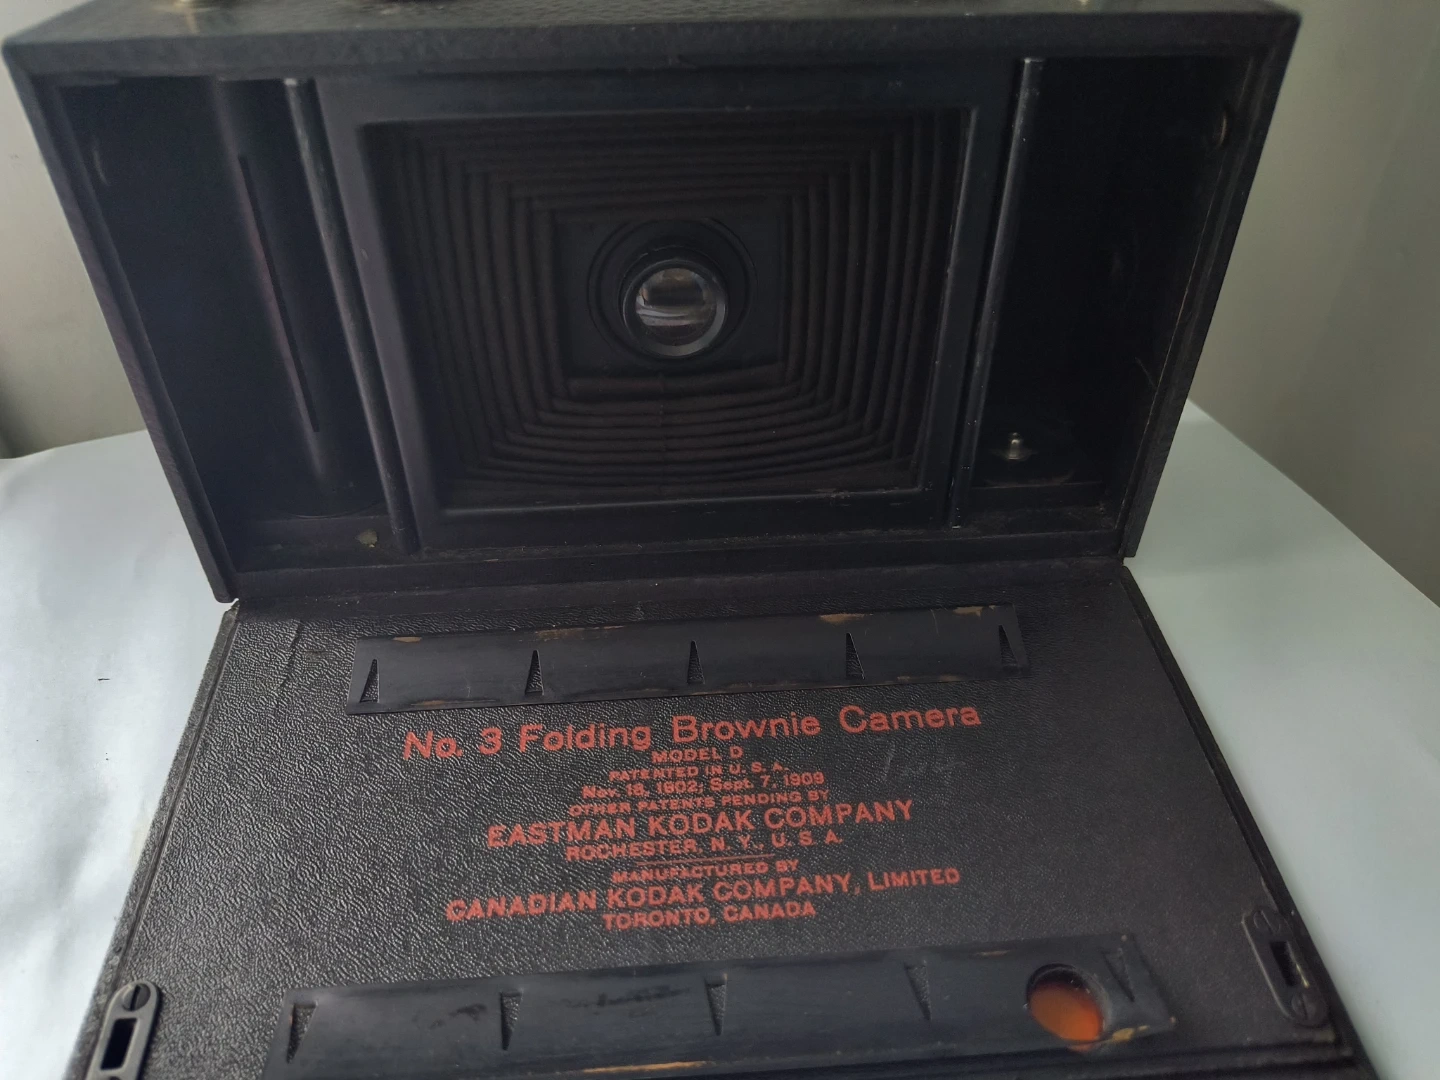 No. 3 Folding Brownie Camera
MODEL D
PATENTED IN U. S. A.
Nov. 18, 1902, Sept. 7, 1909
OTHER PATENTS PENDING BY
EASTMAN KODAK COMPANY
ROCHESTER, N. Y., U. S. A.
MANUFACTURED BY
CANADIAN KODAK COMPANY, LIMITED
TORONTO, CANADA